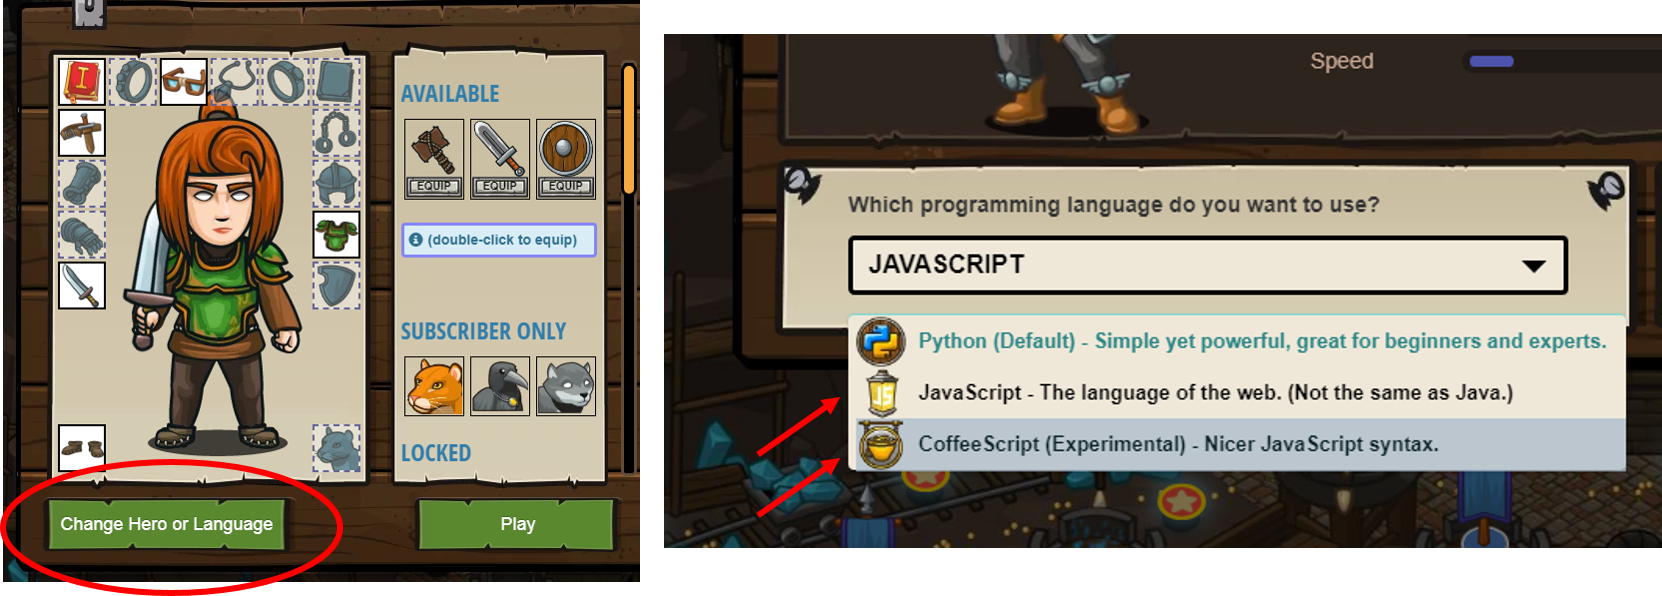 I
AVAILABLE
EQUIP
EQUIP
EQUIP
(double-click to equip)
SUBSCRIBER ONLY
LOCKED
Change Hero or Language
Play
Speed
Which programming language do you want to use?
JAVASCRIPT
Python (Default) - Simple yet powerful, great for beginners and experts.
JS
JavaScript - The language of the web. (Not the same as Java.)
CoffeeScript (Experimental) - Nicer JavaScript syntax.